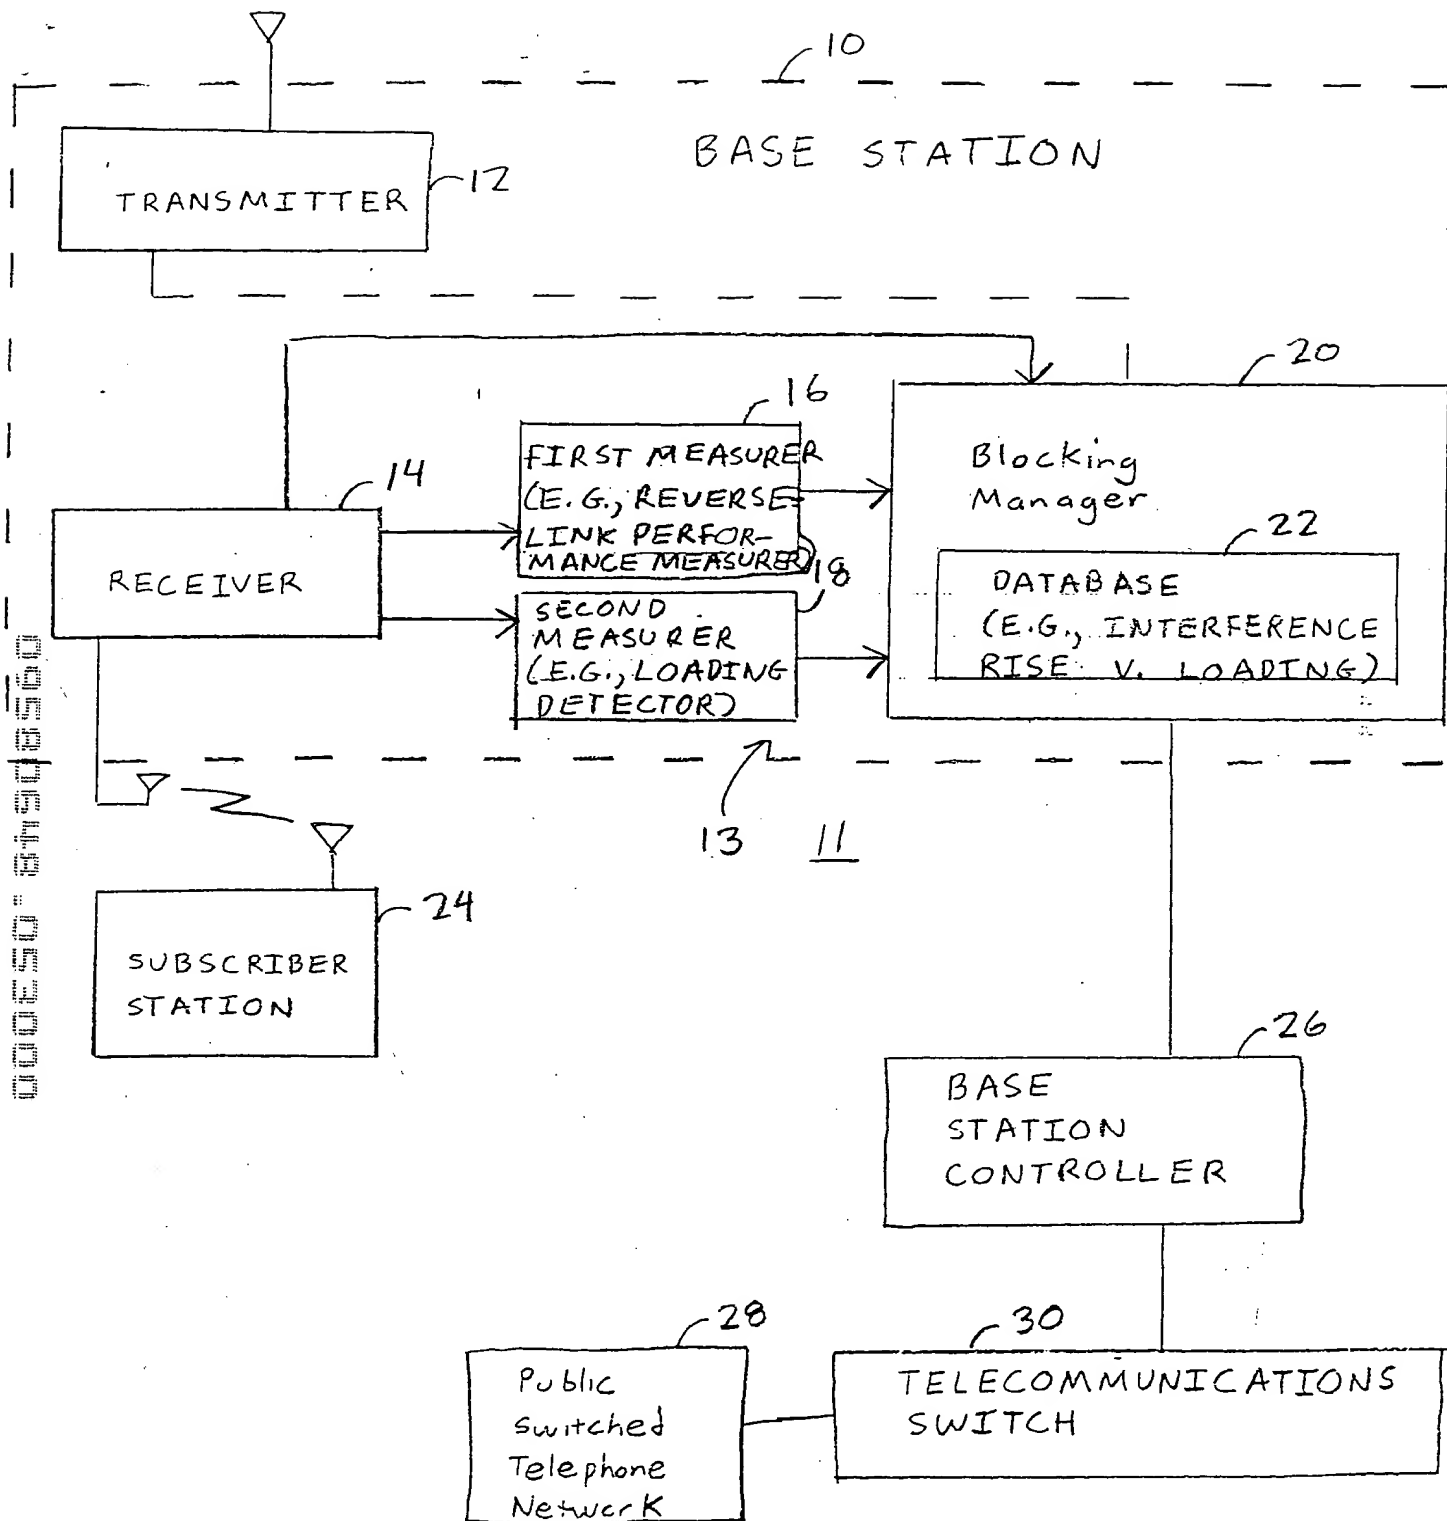 10
BASE STATION
TRANSMITTER
12
20
16
FIRST MEASURER
(E.G., REVERSE-
LINK PERFOR-
MANCE MEASURER)
Blocking
Manager
14
RECEIVER
22
DATABASE
(E.G., INTERFERENCE
RISE V. LOADING)
18
SECOND
MEASURER
(E.G., LOADING
DETECTOR)
13
11
24
SUBSCRIBER
STATION
26
BASE
STATION
CONTROLLER
28
30
Public
Switched
Telephone
Network
TELECOMMUNICATIONS
SWITCH